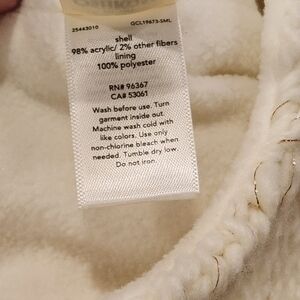 25443010 GCL19673-SML
shell
98% acrylic/ 2% other fibers
lining
100% polyester
RN# 96367
CA# 53061
Wash before use. Turn
garment inside out.
Machine wash cold with
like colors. Use only
non-chlorine bleach when
needed. Tumble dry low.
Do not iron.